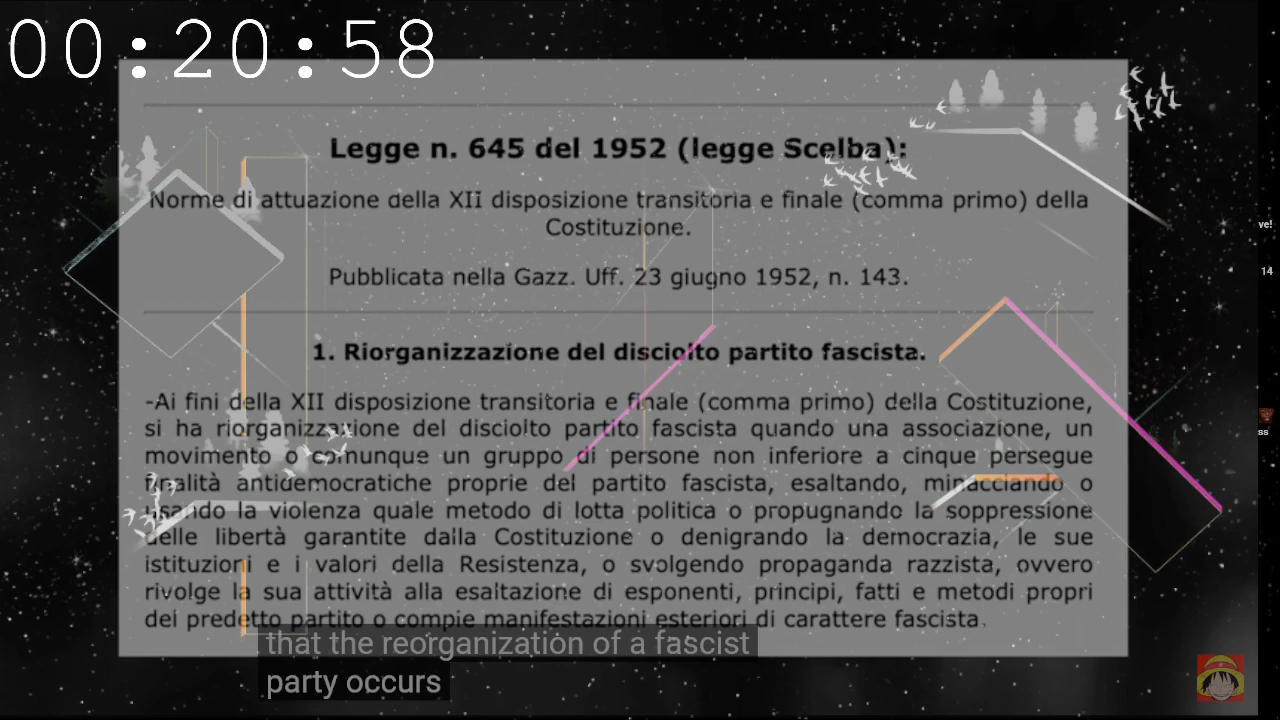 00:20:58
Legge n. 645 del 1952 (legge Scelba):
Norme di attuazione della XII disposizione transitoria e finale (comma primo) della
Costituzione.
Pubblicata nella Gazz. Uff. 23 giugno 1952, n. 143.
1. Riorganizzazione del disciolto partito fascista.
-Ai fini della XII disposizione transitoria e finale (comma primo) della Costituzione,
si ha riorganizzazione del disciolto partito fascista quando una associazione, un
movimento o comunque un gruppo di persone non inferiore a cinque persegue
finalità antidemocratiche proprie del partito fascista, esaltando, minacciando o
usando la violenza quale metodo di lotta politica o propugnando la soppressione
delle libertà garantite dalla Costituzione o denigrando la democrazia, le sue
istituzioni e i valori della Resistenza, o svolgendo propaganda razzista, ovvero
rivolge la sua attività alla esaltazione di esponenti, principi, fatti e metodi propri
del predetto partito o compie manifestazioni esteriori di carattere fascista.
that the reorganization of a fascist
party occurs
ve!
14
ss